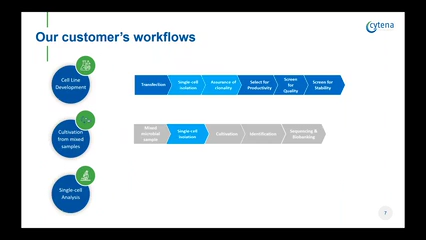 Our customer's workflows
cytena
Cell Line
Development
Transfection
Single-cell
isolation
Assurance of
clonality
Select for
Productivity
Screen
for
Quality
Screen for
Stability
Cultivation
from mixed
samples
Mixed
microbial
sample
Single-cell
isolation
Cultivation
Identification
Sequencing &
Biobanking
Single-cell
Analysis
7